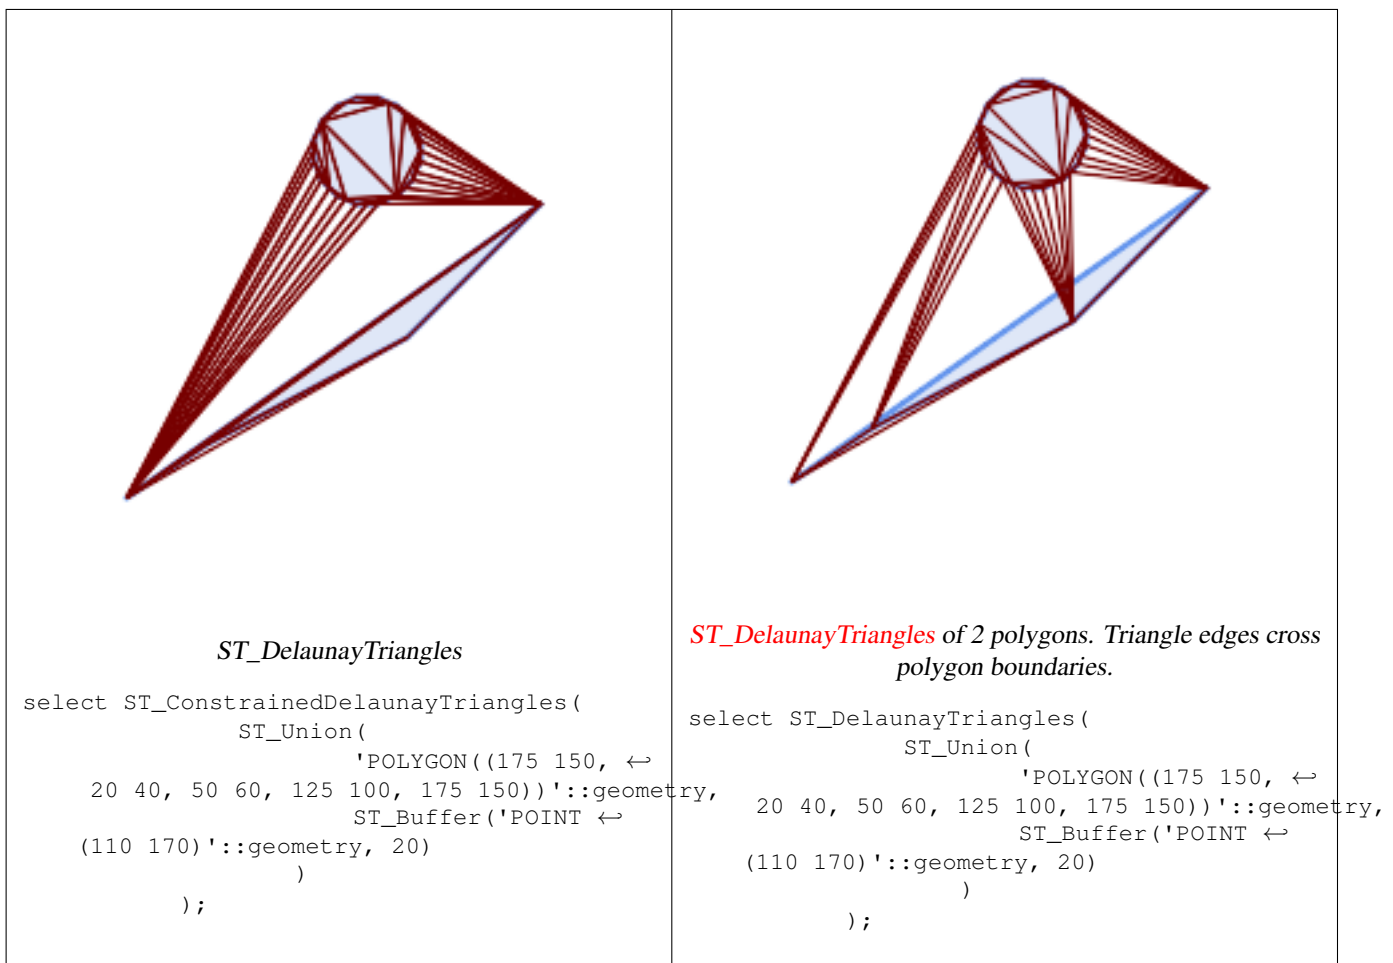 ST_DelaunayTriangles
select ST_ConstrainedDelaunayTriangles(
ST_Union(
'POLYGON((175 150, ↩
20 40, 50 60, 125 100, 175 150))'::geometry,
ST_Buffer('POINT ↩
(110 170)'::geometry, 20)
)
);
ST_DelaunayTriangles of 2 polygons. Triangle edges cross
polygon boundaries.
select ST_DelaunayTriangles(
ST_Union(
'POLYGON((175 150, ↩
20 40, 50 60, 125 100, 175 150))'::geometry,
ST_Buffer('POINT ↩
(110 170)'::geometry, 20)
)
);